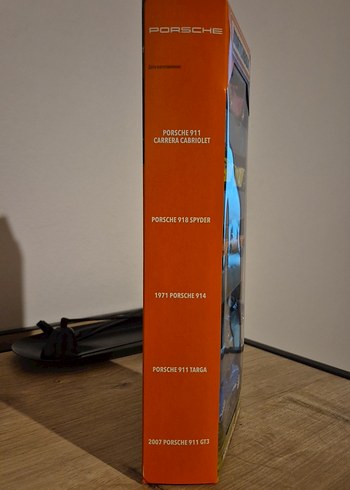 PORSCHE
PORSCHE 911
CARRERA CABRIOLET
PORSCHE 918 SPYDER
1971 PORSCHE 914
PORSCHE 911 TARGA
2007 PORSCHE 911 GT3